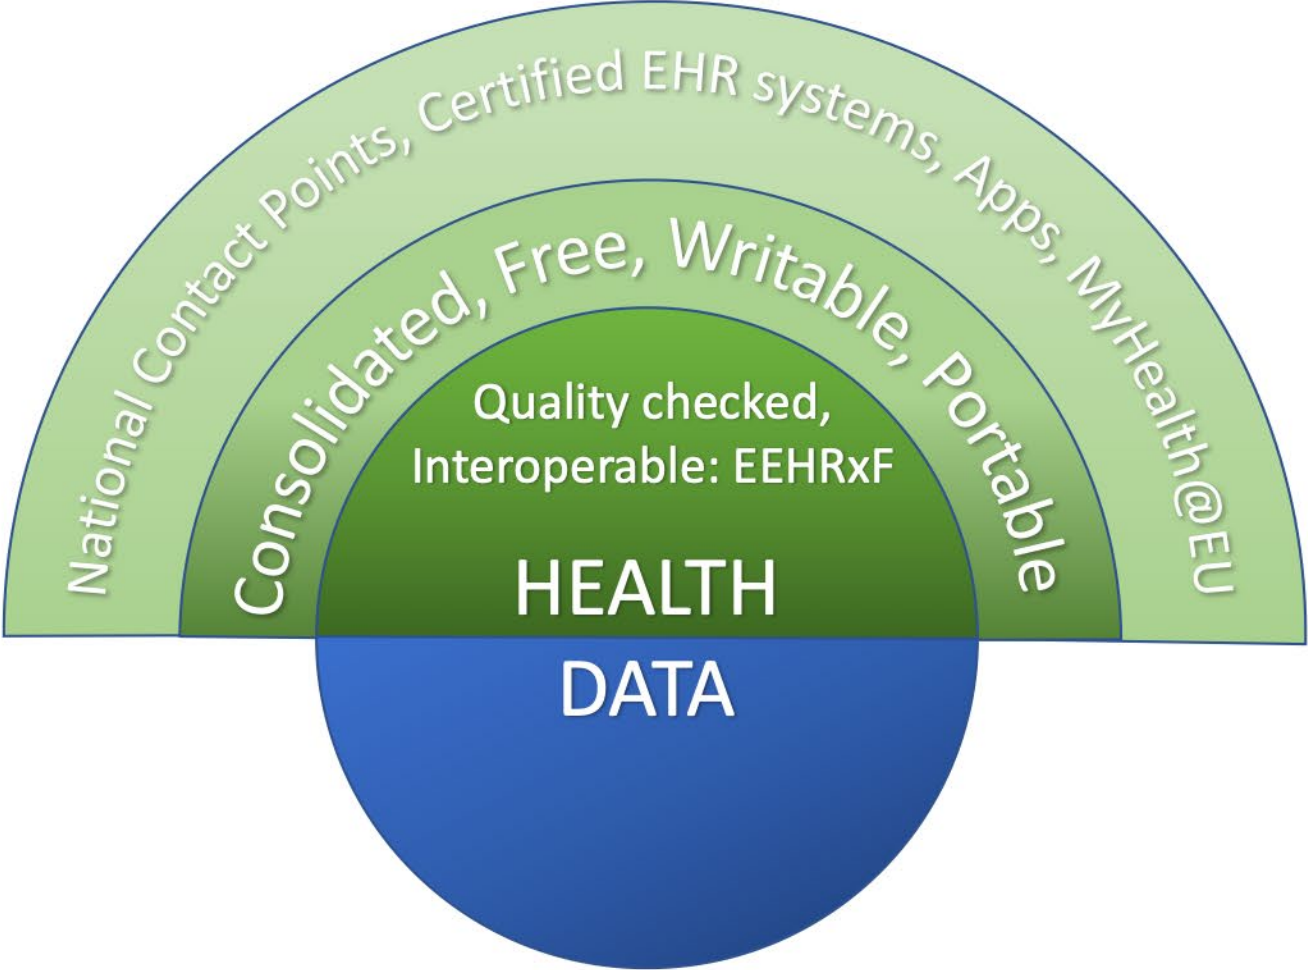 National Contact Points, Certified EHR systems, Apps, MyHealth@EU
Consolidated, Free, Writable, Portable
Quality checked,
Interoperable: EEHRxF
HEALTH
DATA